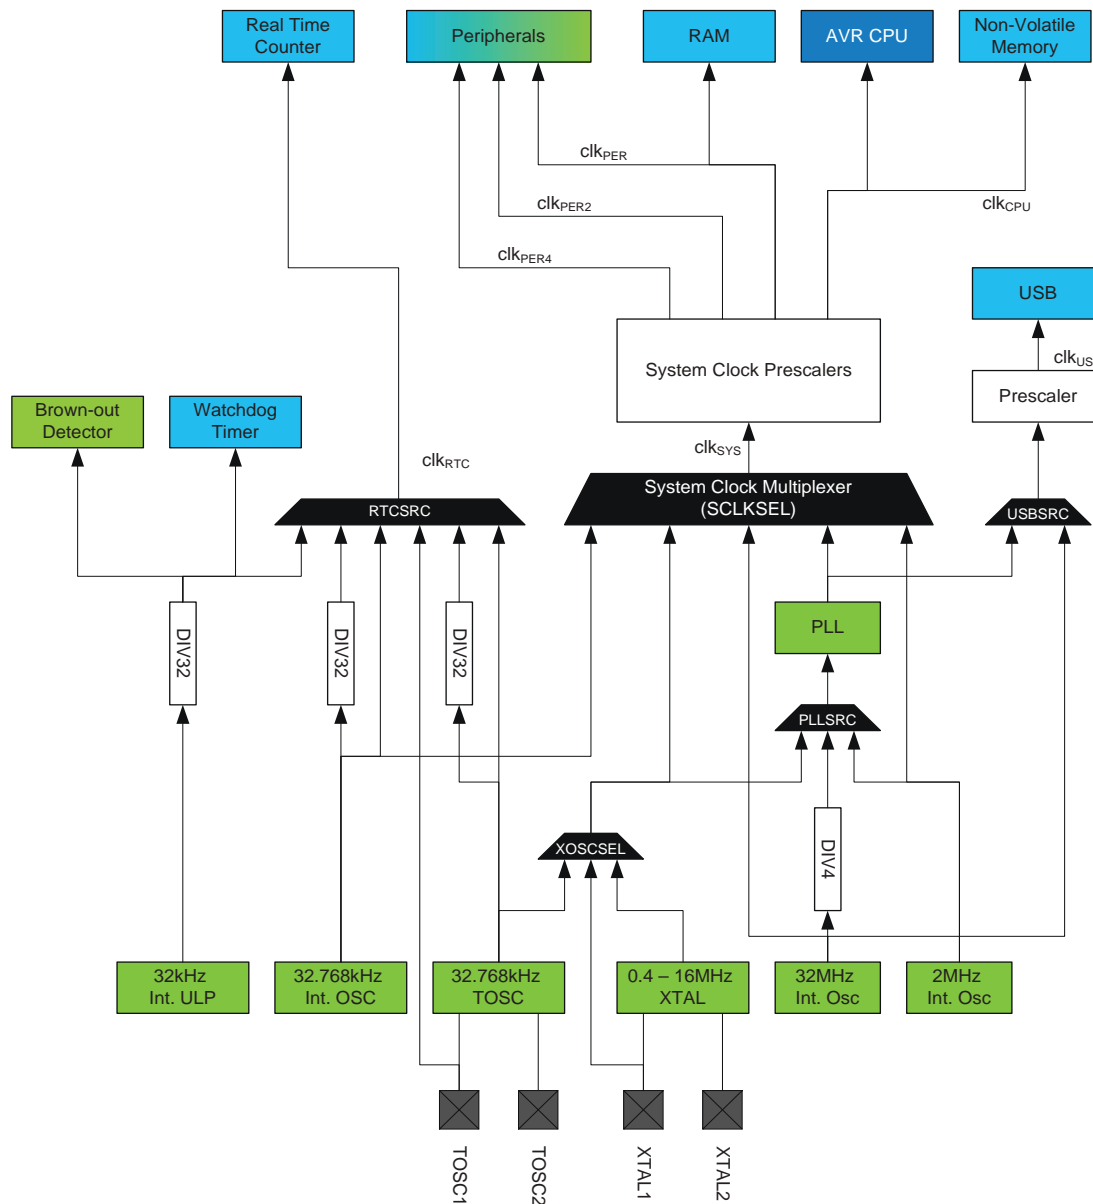 Real Time
Counter
Peripherals
RAM
AVR CPU
Non-Volatile
Memory
clkPER
clkPER2
clkCPU
clkPER4
USB
System Clock Prescalers
clkUS
Prescaler
Brown-out
Detector
Watchdog
Timer
clkRTC
clkSYS
System Clock Multiplexer
(SCLKSEL)
RTCSRC
USBSRC
DIV32
DIV32
DIV32
PLL
PLLSRC
XOSCSEL
DIV4
32kHz
Int. ULP
32.768kHz
Int. OSC
32.768kHz
TOSC
0.4 – 16MHz
XTAL
32MHz
Int. Osc
2MHz
Int. Osc
TOSC1
TOSC2
XTAL1
XTAL2